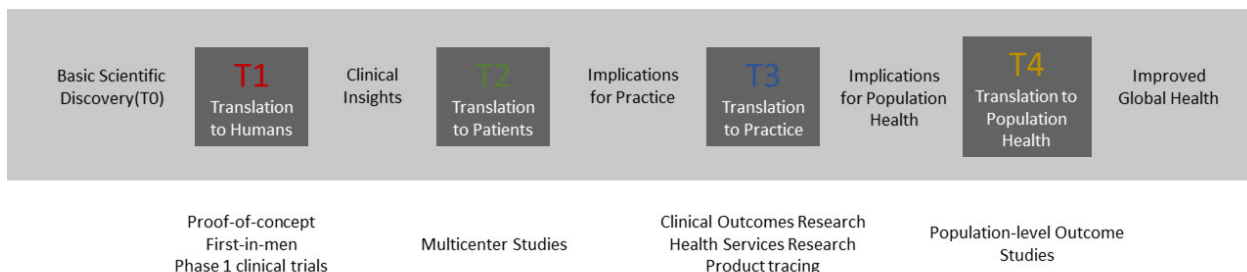 Basic Scientific
Discovery(T0)
T1
Translation
to Humans
Clinical
Insights
T2
Translation
to Patients
Implications
for Practice
T3
Translation
to Practice
Implications
for Population
Health
T4
Translation to
Population
Health
Improved
Global Health
Proof-of-concept
First-in-men
Phase 1 clinical trials
Multicenter Studies
Clinical Outcomes Research
Health Services Research
Product tracing
Population-level Outcome
Studies